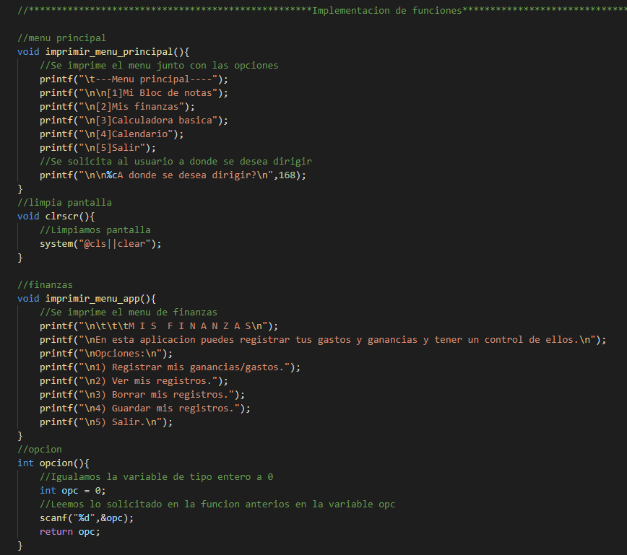 //**************************************************Implementacion de funciones*****************************
//menu principal
void imprimir_menu_principal(){
//Se imprime el menu junto con las opciones
printf("\t---Menu principal----");
printf("\n\n[1]Mi Bloc de notas");
printf("\n[2]Mis finanzas");
printf("\n[3]Calculadora basica");
printf("\n[4]Calendario");
printf("\n[5]Salir");
//Se solicita al usuario a donde se desea dirigir
printf("\n\n%cA donde se desea dirigir?\n",168);
}
//limpia pantalla
void clrscr(){
//Limpiamos pantalla
system("@cls||clear");
}
//finanzas
void imprimir_menu_app(){
//Se imprime el menu de finanzas
printf("\n\t\t\tM I S  F I N A N Z A S\n");
printf("\nEn esta aplicacion puedes registrar tus gastos y ganancias y tener un control de ellos.\n");
printf("\nOpciones:\n");
printf("\n1) Registrar mis ganancias/gastos.");
printf("\n2) Ver mis registros.");
printf("\n3) Borrar mis registros.");
printf("\n4) Guardar mis registros.");
printf("\n5) Salir.\n");
}
//opcion
int opcion(){
//Igualamos la variable de tipo entero a 0
int opc = 0;
//Leemos lo solicitado en la funcion anterios en la variable opc
scanf("%d",&opc);
return opc;
}